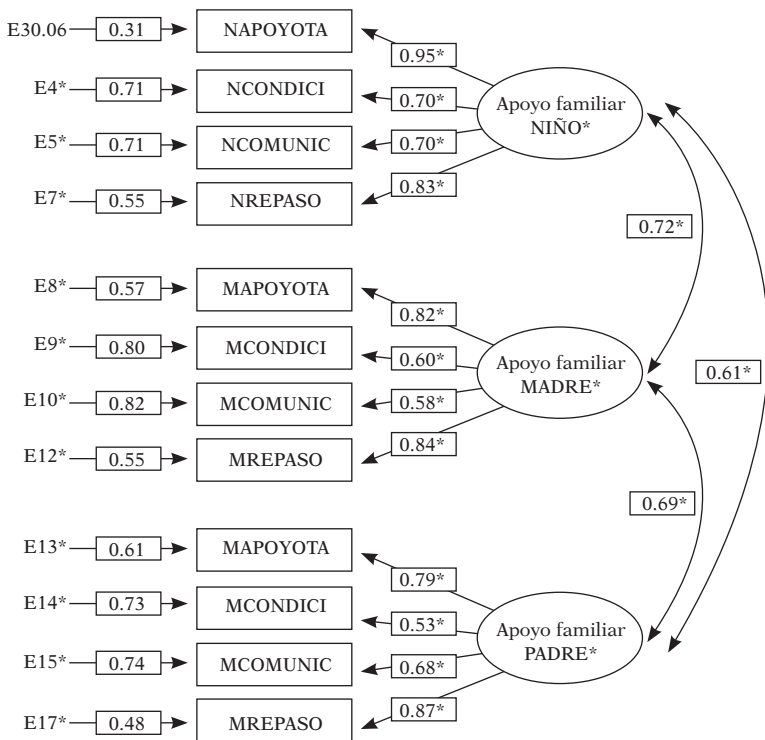 E30.06 0.31 NAPOYOTA
0.95*
E4* 0.71 NCONDICI 0.70*
Apoyo familiar
NIÑO*
E5* 0.71 NCOMUNIC 0.70*
E7* 0.55 NREPASO 0.83*
0.72*
E8* 0.57 MAPOYOTA
0.82*
E9* 0.80 MCONDICI 0.60*
Apoyo familiar
MADRE*
0.61*
E10* 0.82 MCOMUNIC 0.58*
E12* 0.55 MREPASO 0.84*
0.69*
E13* 0.61 MAPOYOTA
0.79*
E14* 0.73 MCONDICI 0.53*
Apoyo familiar
PADRE*
E15* 0.74 MCOMUNIC 0.68*
0.87*
E17* 0.48 MREPASO